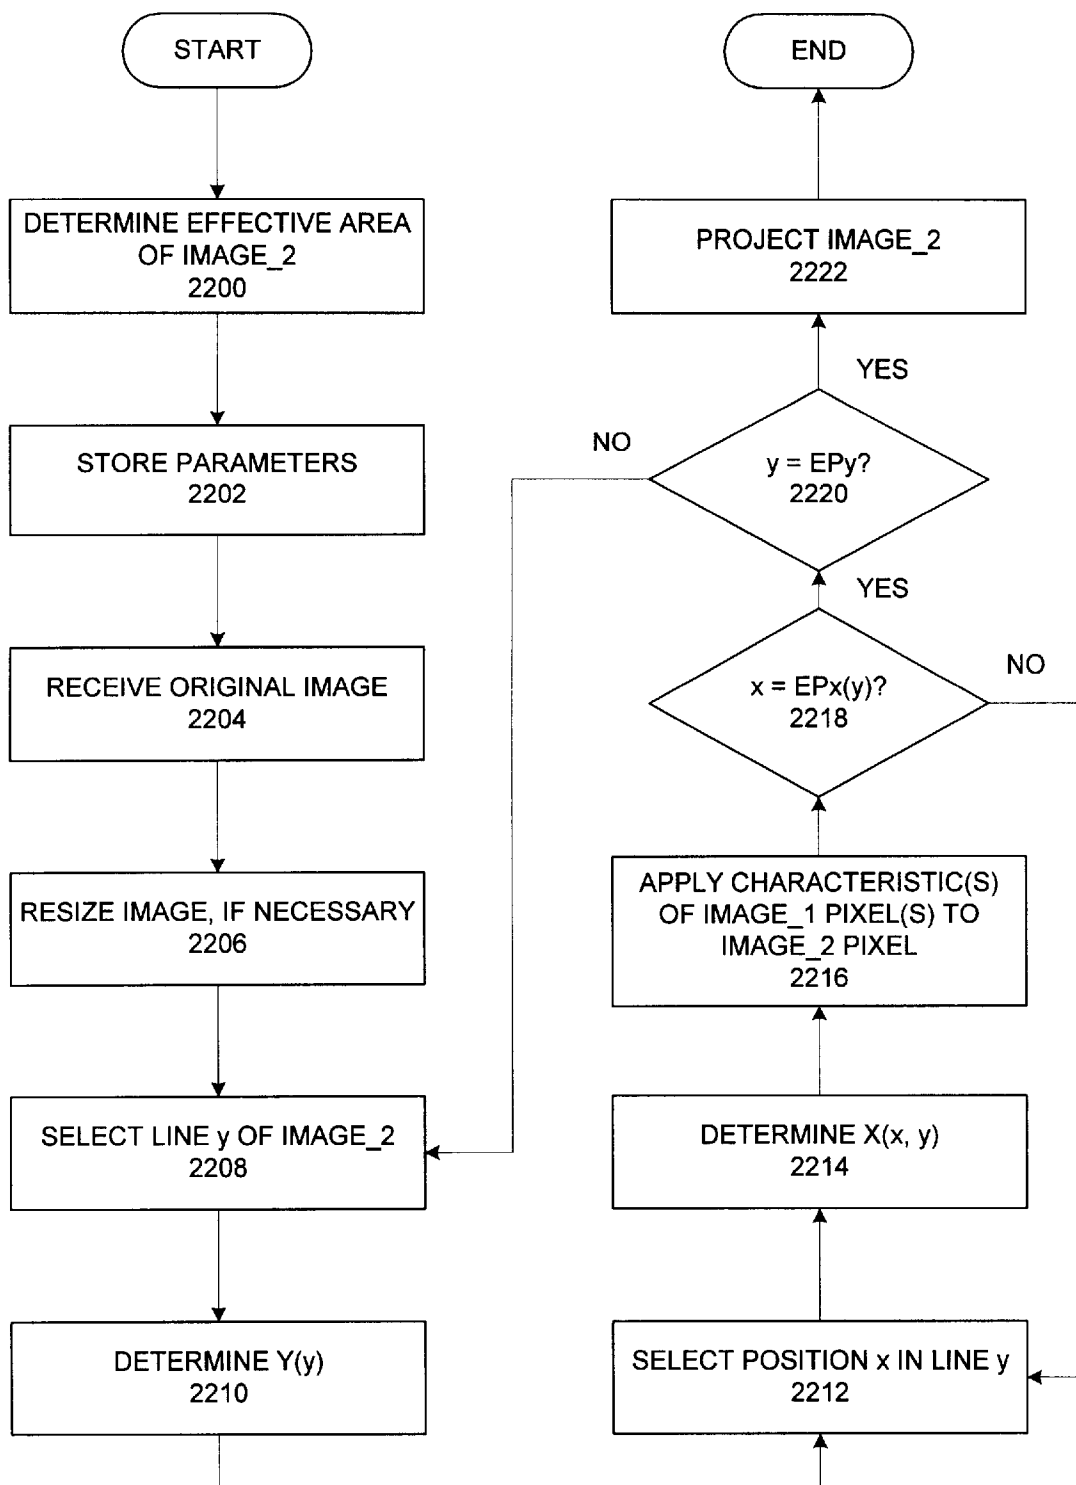 START
DETERMINE EFFECTIVE AREA
OF IMAGE_2
2200
STORE PARAMETERS
2202
RECEIVE ORIGINAL IMAGE
2204
RESIZE IMAGE, IF NECESSARY
2206
SELECT LINE y OF IMAGE_2
2208
DETERMINE Y(y)
2210
END
PROJECT IMAGE_2
2222
YES
NO
y = EPy?
2220
YES
NO
x = EPx(y)?
2218
APPLY CHARACTERISTIC(S)
OF IMAGE_1 PIXEL(S) TO
IMAGE_2 PIXEL
2216
DETERMINE X(x, y)
2214
SELECT POSITION x IN LINE y
2212